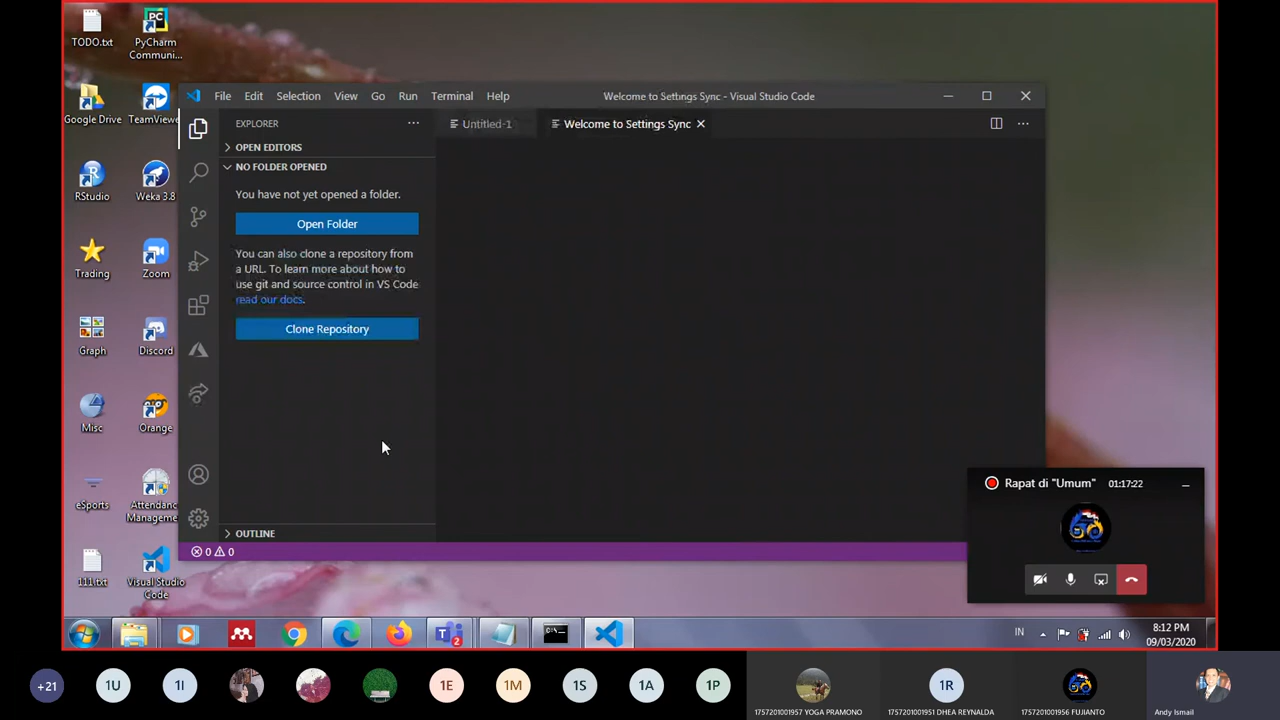 TODO.txt
PyCharm
Communi...
Google Drive
TeamViewe
RStudio
Weka 3.8
Trading
Zoom
Graph
Discord
Misc
Orange
eSports
Attendanc
Manageme...
111.txt
Visual Studio
Code
File Edit Selection View Go Run Terminal Help
Welcome to Settings Sync - Visual Studio Code
EXPLORER
Untitled-1
Welcome to Settings Sync
OPEN EDITORS
NO FOLDER OPENED
You have not yet opened a folder.
Open Folder
You can also clone a repository from
a URL. To learn more about how to
use git and source control in VS Code
read our docs.
Clone Repository
OUTLINE
0 0
Rapat di "Umum" 01:17:22
2
IN
8:12 PM
09/03/2020
+21
1U
1I
1E
1M
1S
1A
1P
1R
1757201001957 YOGA PRAMONO
1757201001951 DHEA REYNALDA
1757201001956 FUJIANTO
Andy Ismail